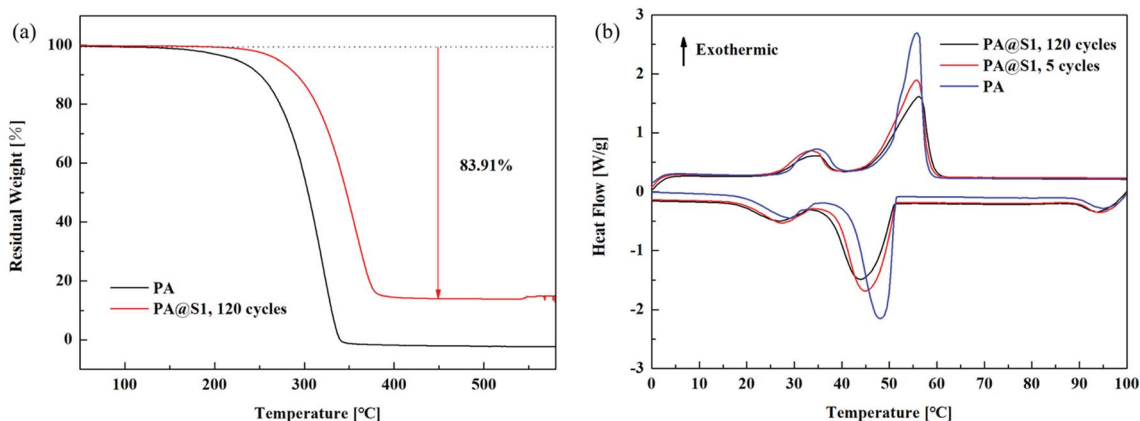 (a)
100
80
60
40
20
0
Residual Weight [%]
83.91%
PA
PA@S1, 120 cycles
100
200
300
400
500
Temperature [°C]
(b)
3
2
1
0
-1
-2
-3
Heat Flow [W/g]
Exothermic
PA@S1, 120 cycles
PA@S1, 5 cycles
PA
0
10
20
30
40
50
60
70
80
90
100
Temperature [°C]